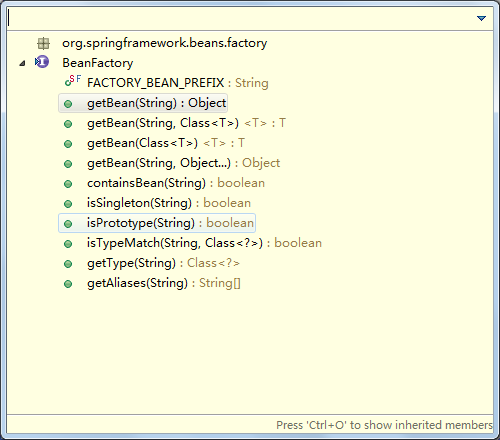 org.springframework.beans.factory
BeanFactory
FACTORY_BEAN_PREFIX : String
getBean(String) : Object
getBean(String, Class<T>) <T> : T
getBean(Class<T>) <T> : T
getBean(String, Object...) : Object
containsBean(String) : boolean
isSingleton(String) : boolean
isPrototype(String) : boolean
isTypeMatch(String, Class<?>) : boolean
getType(String) : Class<?>
getAliases(String) : String[]
Press 'Ctrl+O' to show inherited members